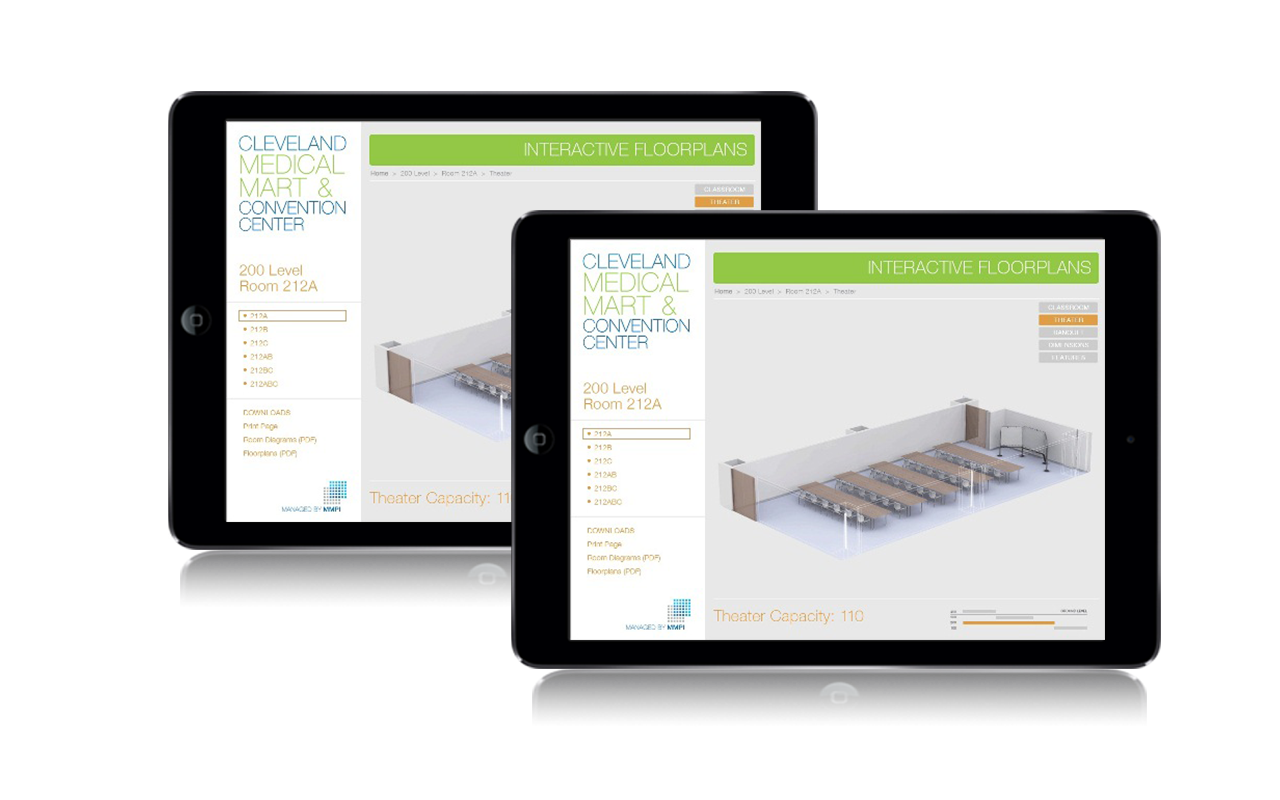 CLEVELAND
MEDICAL
MART &
CONVENTION
CENTER
200 Level
Room 212A
212A
212B
212C
212AB
212BC
212ABC
DOWNLOADS
Print Page
Room Diagrams (PDF)
Floorplans (PDF)
MANAGED BY MMPI
INTERACTIVE FLOORPLANS
Home > 200 Level > Room 212A > Theater
CLASSROOM
THEATER
Theater Capacity: 11
CLEVELAND
MEDICAL
MART &
CONVENTION
CENTER
200 Level
Room 212A
212A
212B
212C
212AB
212BC
212ABC
DOWNLOADS
Print Page
Room Diagrams (PDF)
Floorplans (PDF)
MANAGED BY MMPI
INTERACTIVE FLOORPLANS
Home > 200 Level > Room 212A > Theater
CLASSROOM
THEATER
BANQUET
DIMENSIONS
FEATURES
Theater Capacity: 110